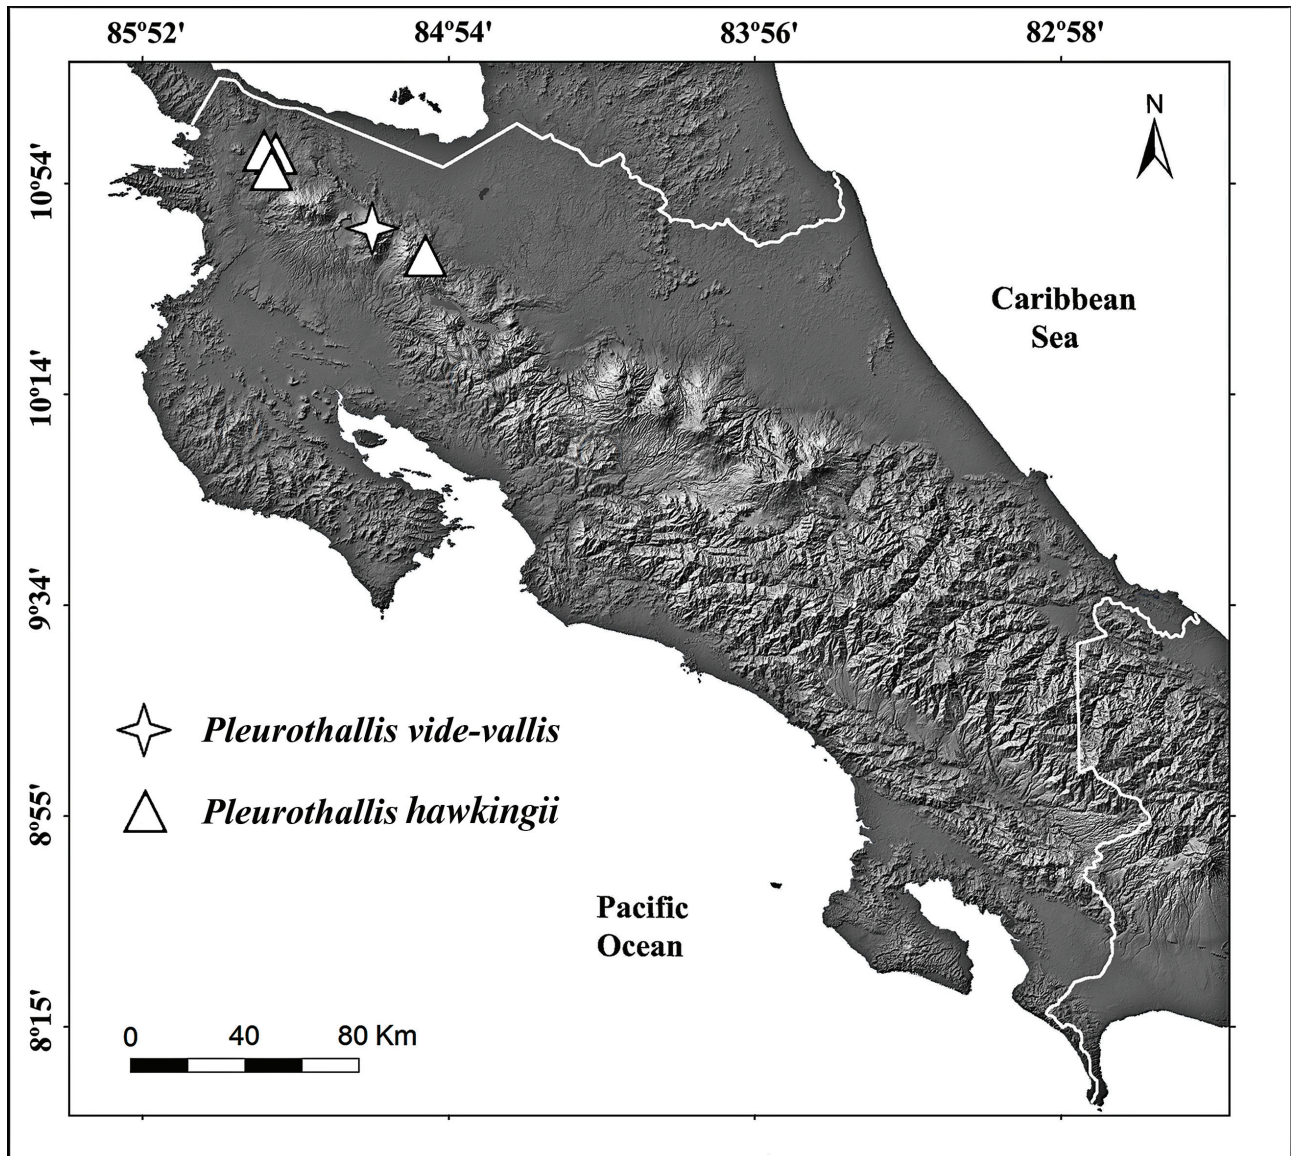 85º52' 84º54' 83º56' 82º58'
N
10º54'
Caribbean
Sea
10º14'
9º34'
Pleurothallis vide-vallis
Pleurothallis hawkingii
8º55'
Pacific
Ocean
8º15'
0 40 80 Km